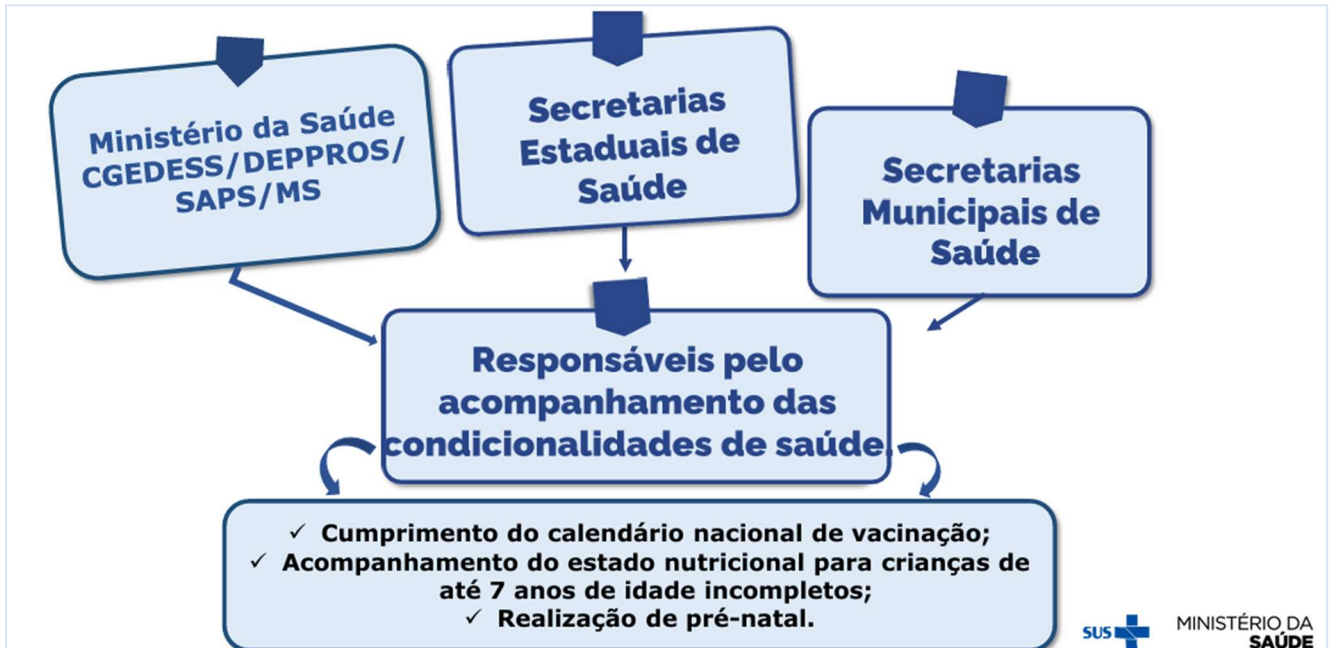 Ministério da Saúde
CGEDESS/DEPPROS/
SAPS/MS
Secretarias
Estaduais de
Saúde
Secretarias
Municipais de
Saúde
Responsáveis pelo
acompanhamento das
condicionalidades de saúde.
✓ Cumprimento do calendário nacional de vacinação;
✓ Acompanhamento do estado nutricional para crianças de
até 7 anos de idade incompletos;
✓ Realização de pré-natal.
SUS
MINISTÉRIO DA
SAÚDE